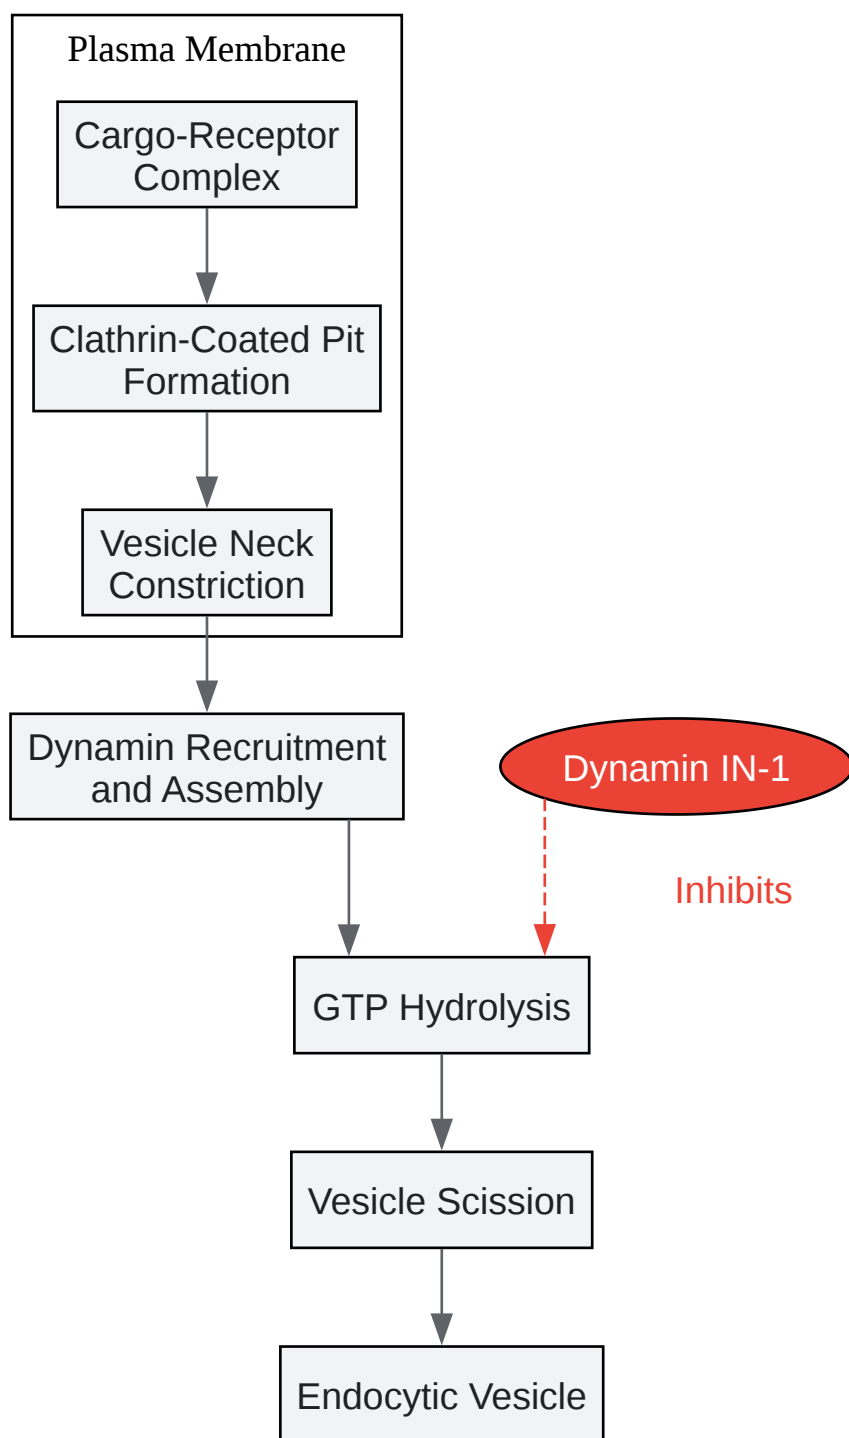 Plasma Membrane
Cargo-Receptor
Complex
Clathrin-Coated Pit
Formation
Vesicle Neck
Constriction
Dynamin Recruitment
and Assembly
Dynamin IN-1
Inhibits
GTP Hydrolysis
Vesicle Scission
Endocytic Vesicle